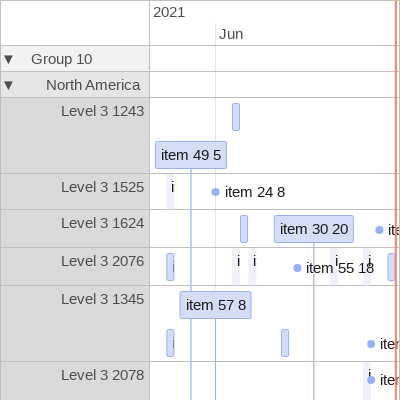 2021
Jun
▼ Group 10
▼ North America
Level 3 1243
item 49 5
Level 3 1525
i
item 24 8
Level 3 1624
item 30 20
ite
Level 3 2076
i
i
i
item 55 18
i
i
Level 3 1345
item 57 8
i
item
Level 3 2078
i
item